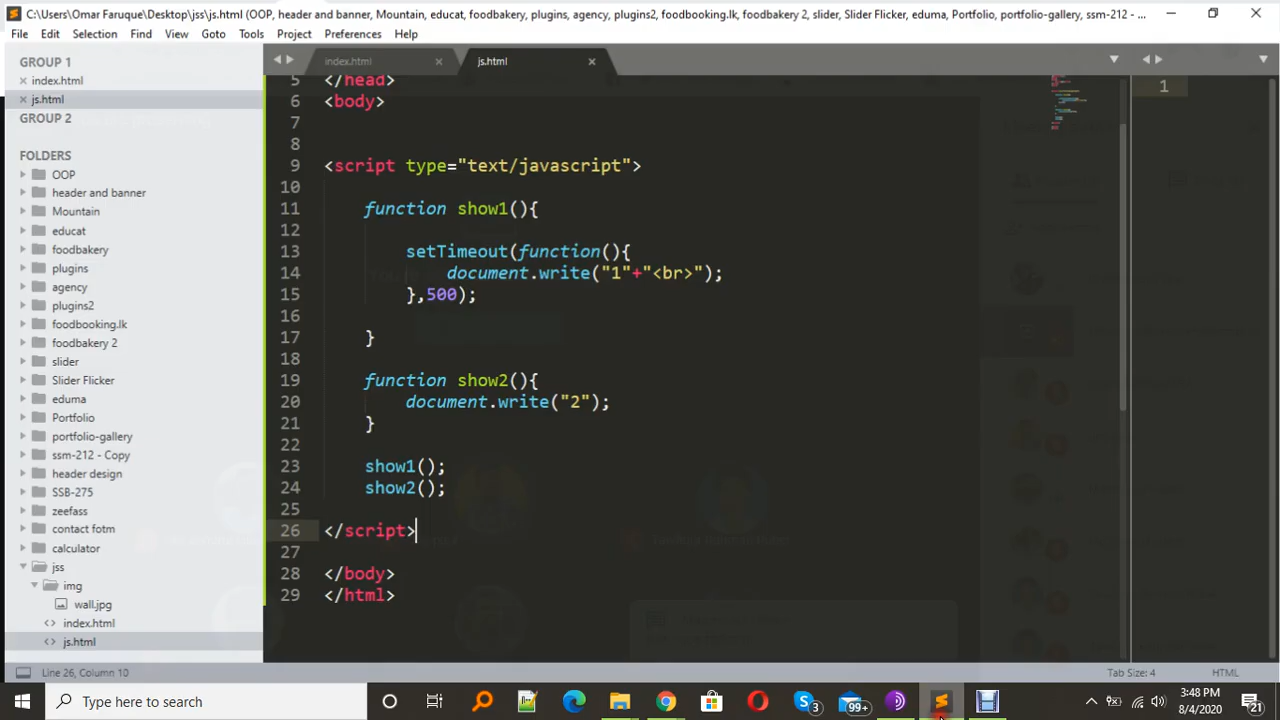 C:\Users\Omar Faruque\Desktop\jss\js.html (OOP, header and banner, Mountain, educat, foodbakery, plugins, agency, plugins2, foodbooking.lk, foodbakery 2, slider, Slider Flicker, eduma, Portfolio, portfolio-gallery, ssm-212 - ...
File Edit Selection Find View Goto Tools Project Preferences Help
GROUP 1
index.html
js.html
GROUP 2
FOLDERS
OOP
header and banner
Mountain
educat
foodbakery
plugins
agency
plugins2
foodbooking.lk
foodbakery 2
slider
Slider Flicker
eduma
Portfolio
portfolio-gallery
ssm-212 - Copy
header design
SSB-275
zeefass
contact fotm
calculator
jss
img
wall.jpg
index.html
js.html
index.html js.html
5 </head>
6 <body>
7
8
9 <script type="text/javascript">
10
11 function show1(){
12
13 setTimeout(function(){
14 document.write("1"+"<br>");
15 },500);
16
17 }
18
19 function show2(){
20 document.write("2");
21 }
22
23 show1();
24 show2();
25
26 </script>
27
28 </body>
29 </html>
1
Line 26, Column 10 Tab Size: 4 HTML
Type here to search
3
99+
3:48 PM
8/4/2020
21